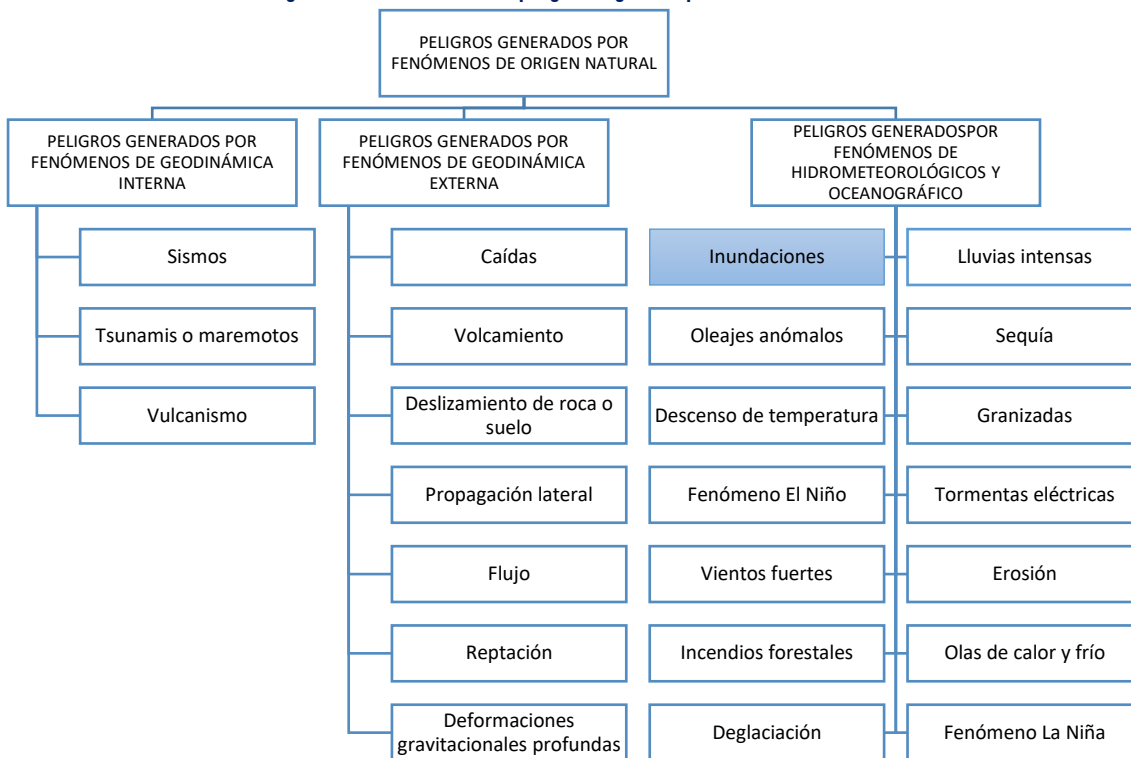 PELIGROS GENERADOS POR
FENÓMENOS DE ORIGEN NATURAL
PELIGROS GENERADOS POR
FENÓMENOS DE GEODINÁMICA
INTERNA
Sismos
Tsunamis o maremotos
Vulcanismo
PELIGROS GENERADOS POR
FENÓMENOS DE GEODINÁMICA
EXTERNA
Caídas
Volcamiento
Deslizamiento de roca o
suelo
Propagación lateral
Flujo
Reptación
Deformaciones
gravitacionales profundas
PELIGROS GENERADOSPOR
FENÓMENOS DE
HIDROMETEOROLÓGICOS Y
OCEANOGRÁFICO
Inundaciones
Lluvias intensas
Oleajes anómalos
Sequía
Descenso de temperatura
Granizadas
Fenómeno El Niño
Tormentas eléctricas
Vientos fuertes
Erosión
Incendios forestales
Olas de calor y frío
Deglaciación
Fenómeno La Niña